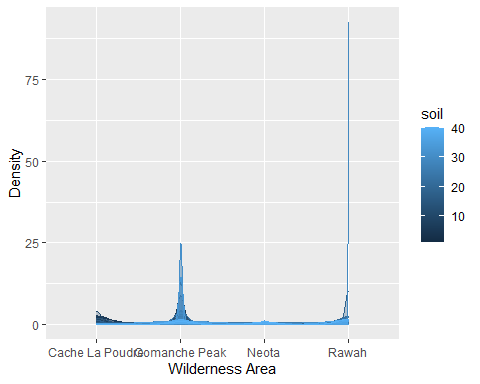 Density
75
50
25
0
Cache La Poudre
Comanche Peak
Neota
Rawah
Wilderness Area
soil
40
30
20
10